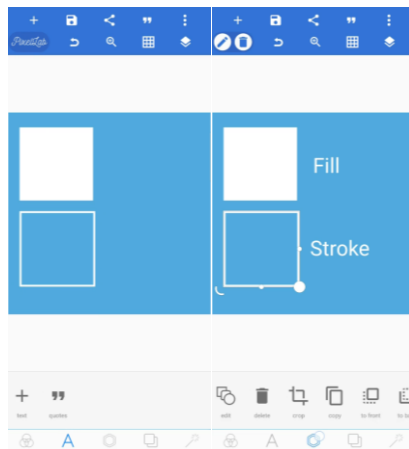 PixelLab
Fill
Stroke
text
quotes
edit
delete
crop
copy
to front